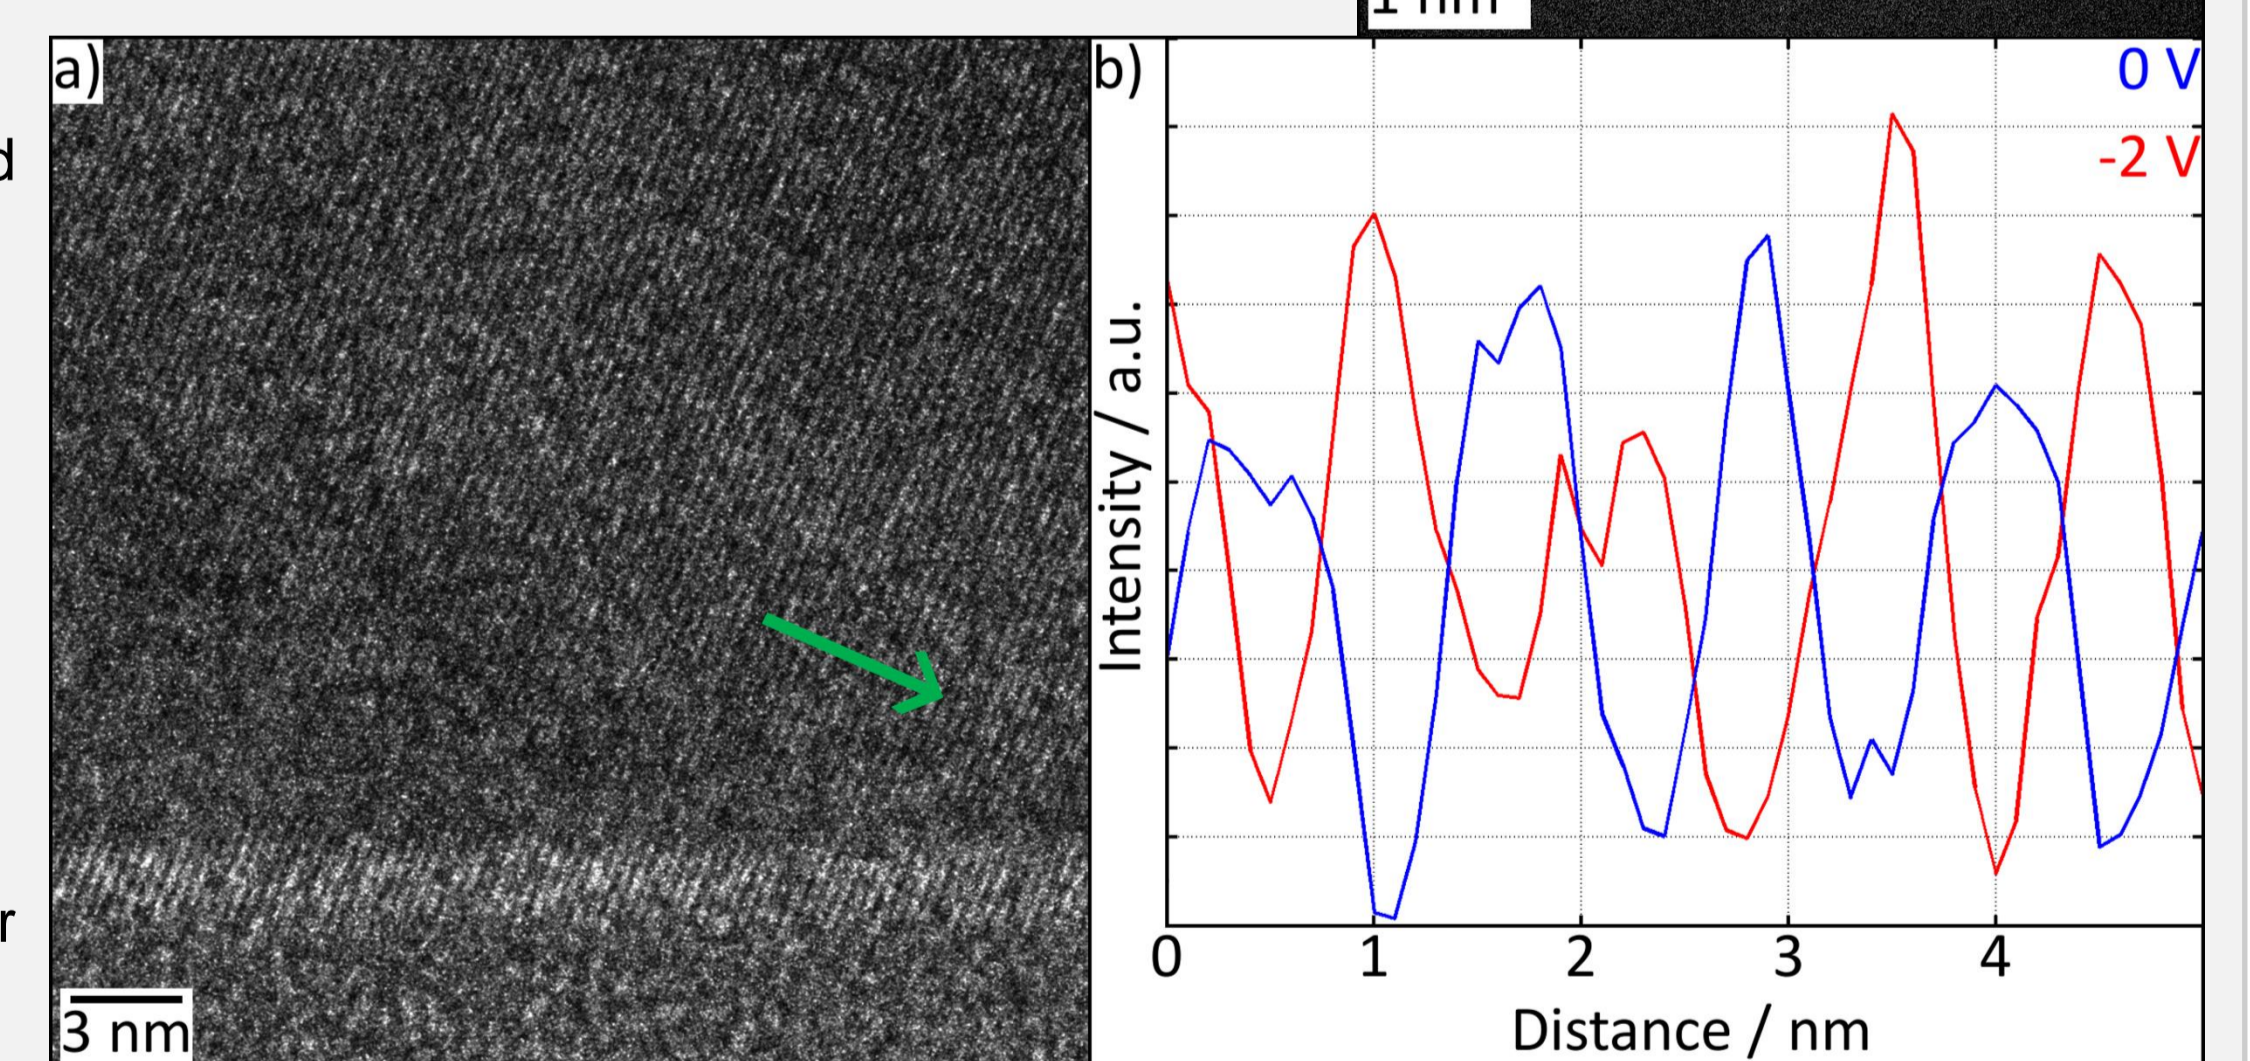 1 nm
a)
d
r
3 nm
b)
0 V
-2 V
Intensity / a.u.
0 1 2 3 4
Distance / nm